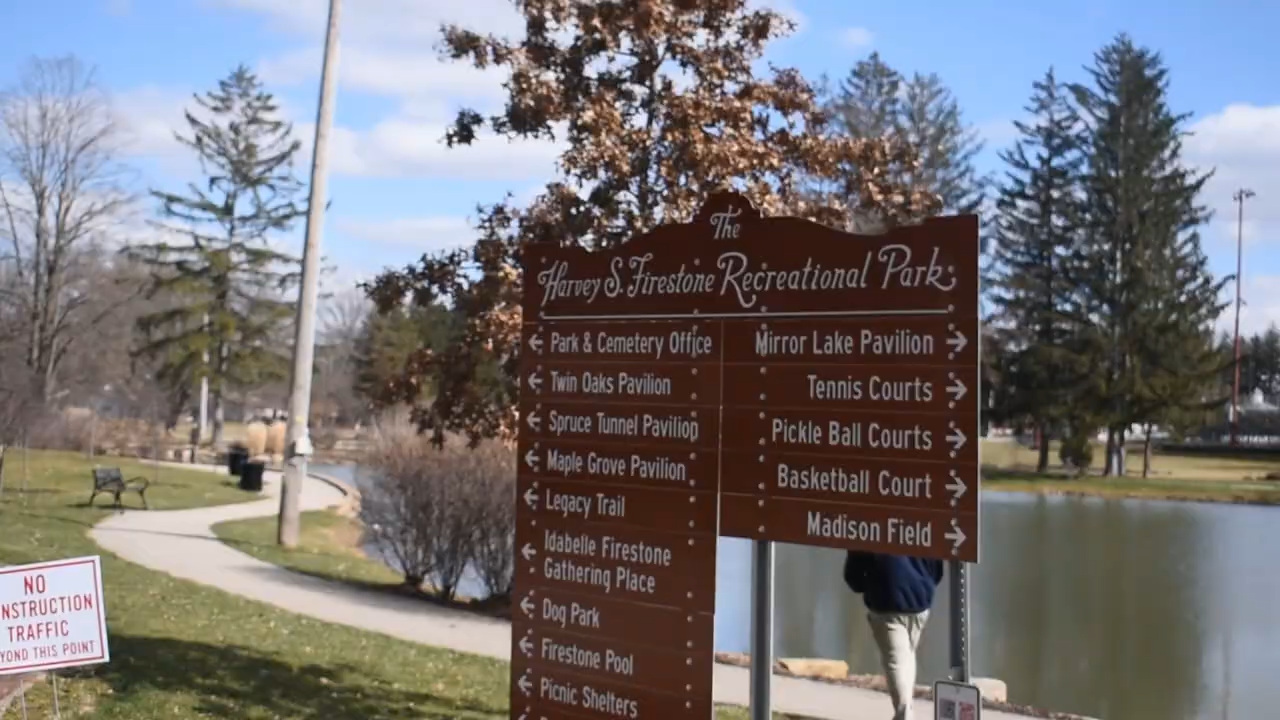 The
Harvey S. Firestone Recreational Park
Park & Cemetery Office
Twin Oaks Pavilion
Spruce Tunnel Pavilion
Maple Grove Pavilion
Legacy Trail
Idabelle Firestone
Gathering Place
Dog Park
Firestone Pool
Picnic Shelters
Mirror Lake Pavilion
Tennis Courts
Pickle Ball Courts
Basketball Court
Madison Field
NO
NSTRUCTION
TRAFFIC
YOND THIS POINT